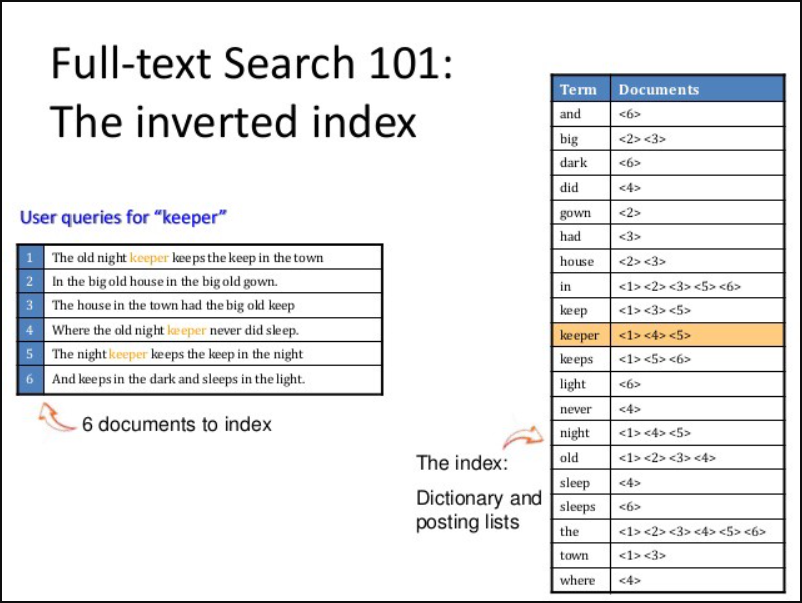 Full-text Search 101:
The inverted index
User queries for “keeper”
1 The old night keeper keeps the keep in the town
2 In the big old house in the big old gown.
3 The house in the town had the big old keep
4 Where the old night keeper never did sleep.
5 The night keeper keeps the keep in the night
6 And keeps in the dark and sleeps in the light.
6 documents to index
The index:
Dictionary and
posting lists
Term Documents
and <6>
big <2> <3>
dark <6>
did <4>
gown <2>
had <3>
house <2> <3>
in <1> <2> <3> <5> <6>
keep <1> <3> <5>
keeper <1> <4> <5>
keeps <1> <5> <6>
light <6>
never <4>
night <1> <4> <5>
old <1> <2> <3> <4>
sleep <4>
sleeps <6>
the <1> <2> <3> <4> <5> <6>
town <1> <3>
where <4>